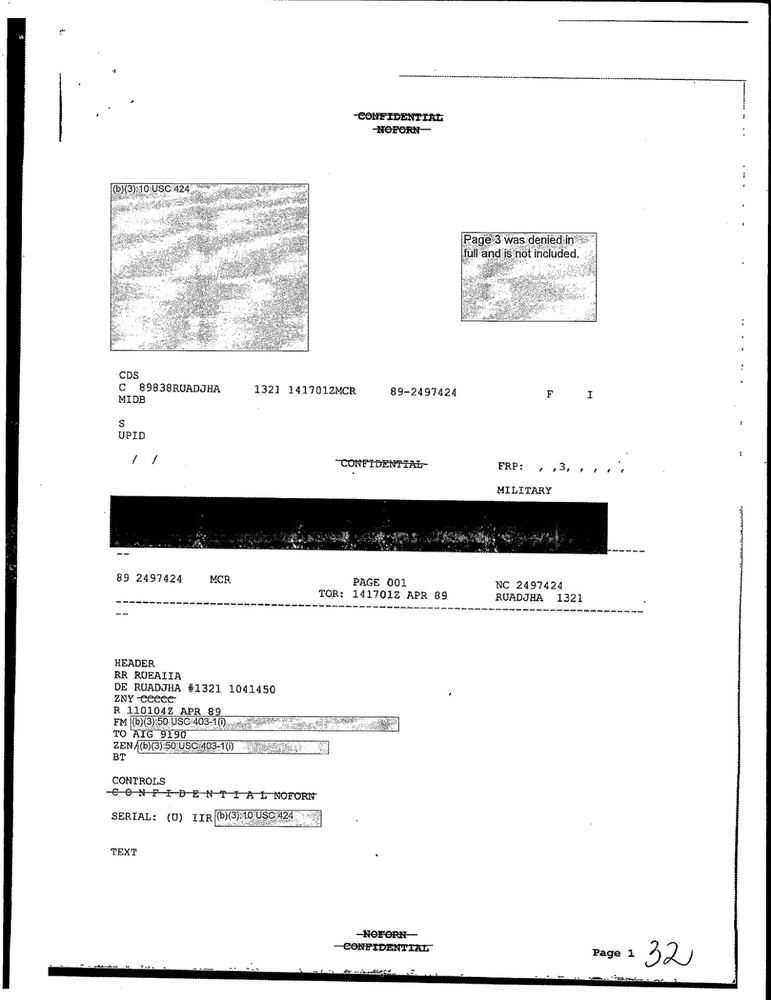 CONFIDENTIAL
NOFORN
(b)(3):10 USC 424
Page 3 was denied in
full and is not included.
CDS
C 89838RUADJHA 1321 141701ZMCR 89-2497424 F I
MIDB
S
UPID
/ / CONFIDENTIAL FRP: , ,3, , , , ,
MILITARY
--
89 2497424 MCR PAGE 001 NC 2497424
TOR: 141701Z APR 89 RUADJHA 1321
--
HEADER
RR RUEAIIA
DE RUADJHA #1321 1041450
ZNY CCCCC
R 110104Z APR 89
FM (b)(3):50 USC 403-1(i)
TO AIG 9190
ZEN/(b)(3):50 USC 403-1(i)
BT
CONTROLS
C O N F I D E N T I A L NOFORN
SERIAL: (U) IIR (b)(3):10 USC 424
TEXT
NOFORN
CONFIDENTIAL
Page 1 32